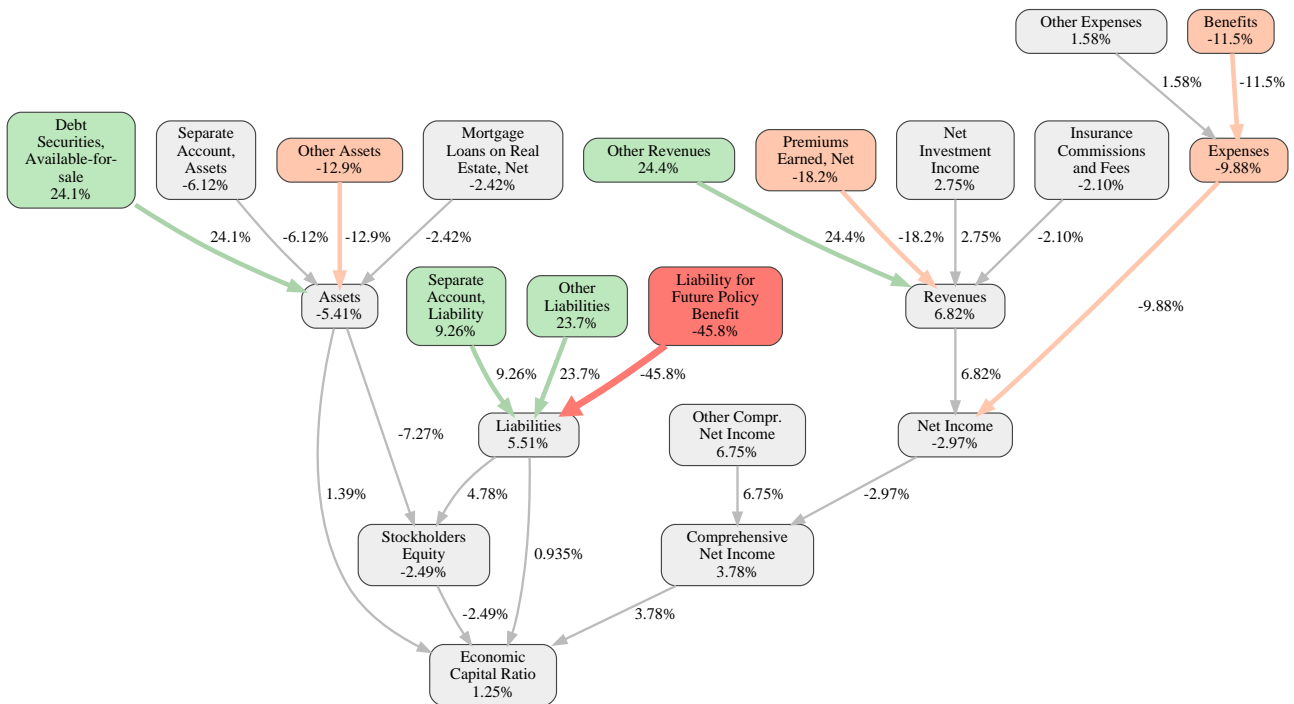 Other Expenses
1.58%
Benefits
-11.5%
1.58%
-11.5%
Debt
Securities,
Available-for-
sale
24.1%
Separate
Account,
Assets
-6.12%
Other Assets
-12.9%
Mortgage
Loans on Real
Estate, Net
-2.42%
Other Revenues
24.4%
Premiums
Earned, Net
-18.2%
Net
Investment
Income
2.75%
Insurance
Commissions
and Fees
-2.10%
Expenses
-9.88%
24.1%
-6.12%
-12.9%
-2.42%
24.4%
-18.2%
2.75%
-2.10%
Assets
-5.41%
Separate
Account,
Liability
9.26%
Other
Liabilities
23.7%
Liability for
Future Policy
Benefit
-45.8%
Revenues
6.82%
-9.88%
9.26%
23.7%
-45.8%
6.82%
-7.27%
Liabilities
5.51%
Other Compr.
Net Income
6.75%
Net Income
-2.97%
1.39%
4.78%
6.75%
-2.97%
Stockholders
Equity
-2.49%
0.935%
Comprehensive
Net Income
3.78%
-2.49%
3.78%
Economic
Capital Ratio
1.25%